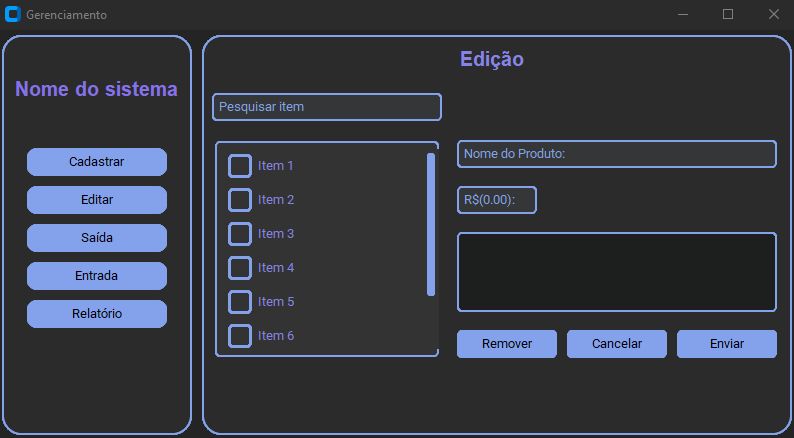 Gerenciamento
Nome do sistema
Cadastrar
Editar
Saída
Entrada
Relatório
Edição
Pesquisar item
Item 1
Item 2
Item 3
Item 4
Item 5
Item 6
Nome do Produto:
R$(0.00):
Remover
Cancelar
Enviar